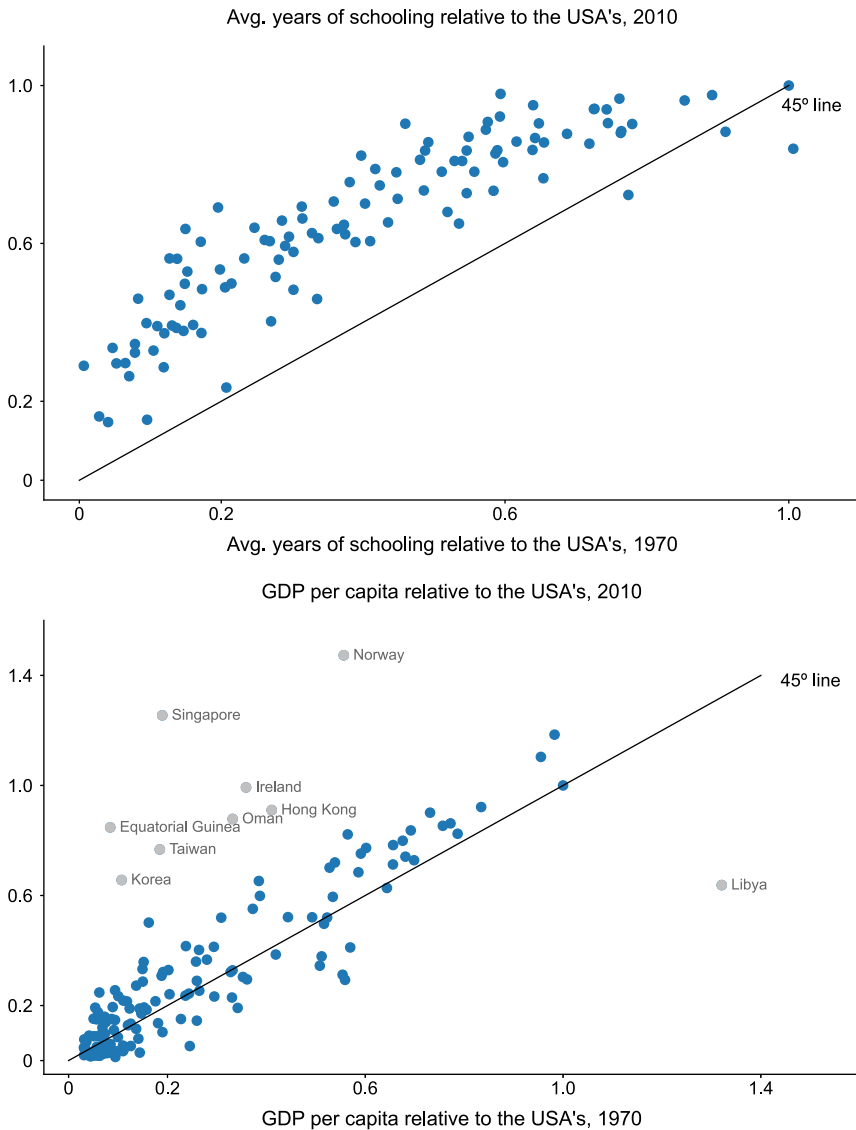 Avg. years of schooling relative to the USA's, 2010
1.0
45º line
0.6
0.2
0
0
0.2
0.6
1.0
Avg. years of schooling relative to the USA's, 1970
GDP per capita relative to the USA's, 2010
Norway
1.4
45º line
Singapore
1.0
Ireland
Hong Kong
Oman
Equatorial Guinea
Taiwan
Korea
Libya
0.6
0.2
0
0
0.2
0.6
1.0
1.4
GDP per capita relative to the USA's, 1970